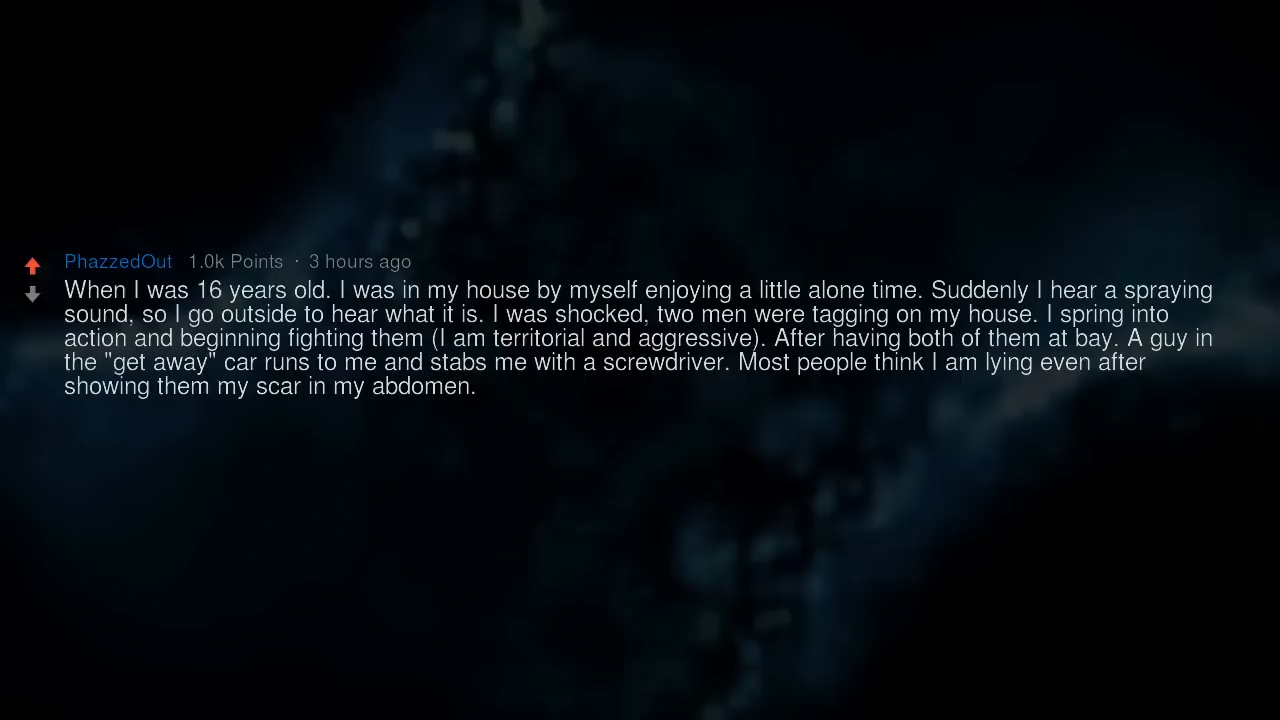 PhazzedOut 1.0k Points · 3 hours ago
When I was 16 years old. I was in my house by myself enjoying a little alone time. Suddenly I hear a spraying
sound, so I go outside to hear what it is. I was shocked, two men were tagging on my house. I spring into
action and beginning fighting them (I am territorial and aggressive). After having both of them at bay. A guy in
the "get away" car runs to me and stabs me with a screwdriver. Most people think I am lying even after
showing them my scar in my abdomen.